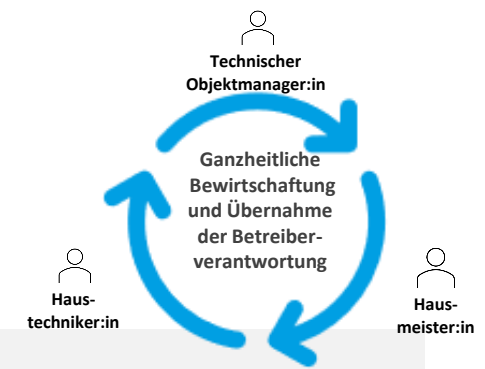 Technischer
Objektmanager:in
Ganzheitliche
Bewirtschaftung
und Übernahme
der Betreiber-
verantwortung
Haus-
techniker:in
Haus-
meister:in